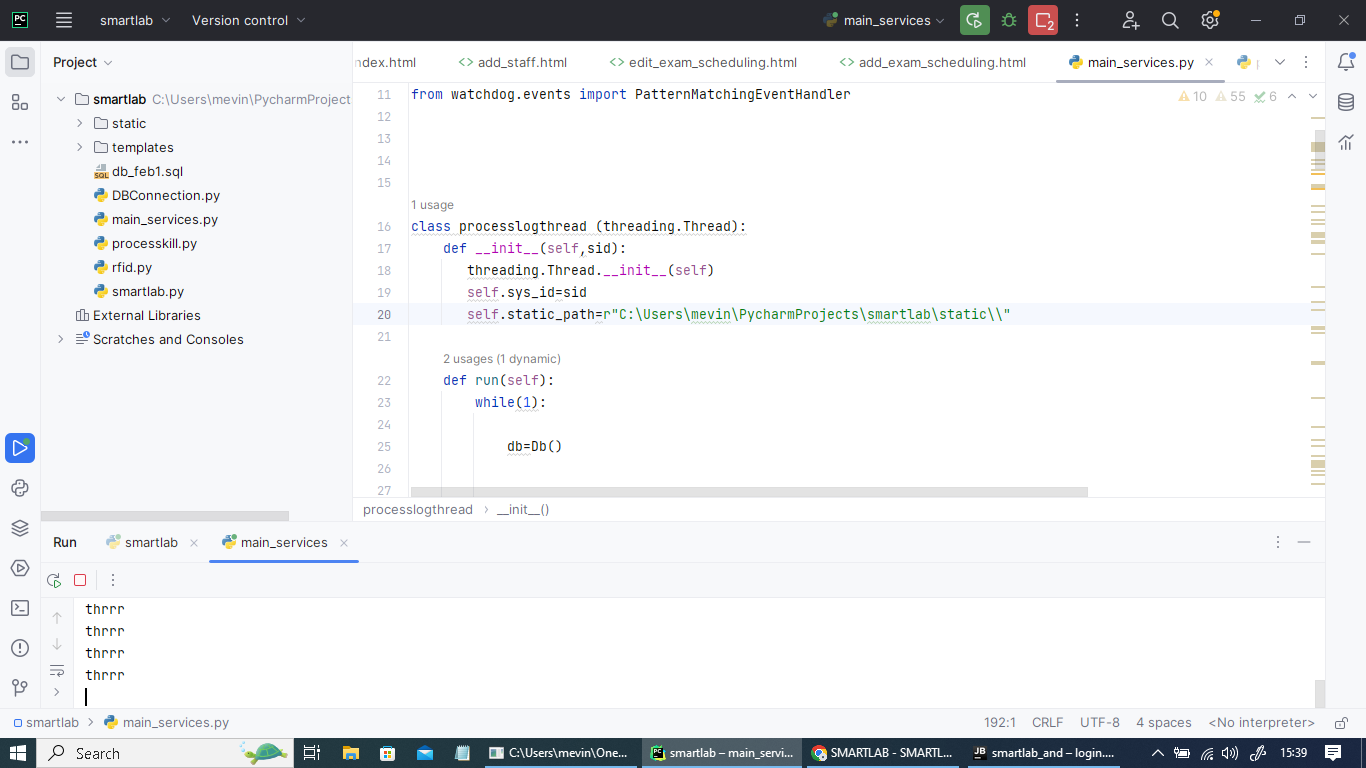 PC
smartlab
Version control
main_services
2
Project
ndex.html
add_staff.html
edit_exam_scheduling.html
add_exam_scheduling.html
main_services.py
smartlab C:\Users\mevin\PycharmProject
static
templates
db_feb1.sql
DBConnection.py
main_services.py
processkill.py
rfid.py
smartlab.py
External Libraries
Scratches and Consoles
10 55 6
11 from watchdog.events import PatternMatchingEventHandler
12
13
14
15
1 usage
16 class processlogthread (threading.Thread):
17 def __init__(self,sid):
18 threading.Thread.__init__(self)
19 self.sys_id=sid
20 self.static_path=r"C:\Users\mevin\PycharmProjects\smartlab\static\\"
21
2 usages (1 dynamic)
22 def run(self):
23 while(1):
24
25 db=Db()
26
27
processlogthread › __init__()
Run
smartlab
main_services
thrrr
thrrr
thrrr
thrrr
smartlab › main_services.py
192:1 CRLF UTF-8 4 spaces <No interpreter>
Search
C:\Users\mevin\One...
smartlab – main_servi...
SMARTLAB - SMARTL...
smartlab_and – login....
15:39